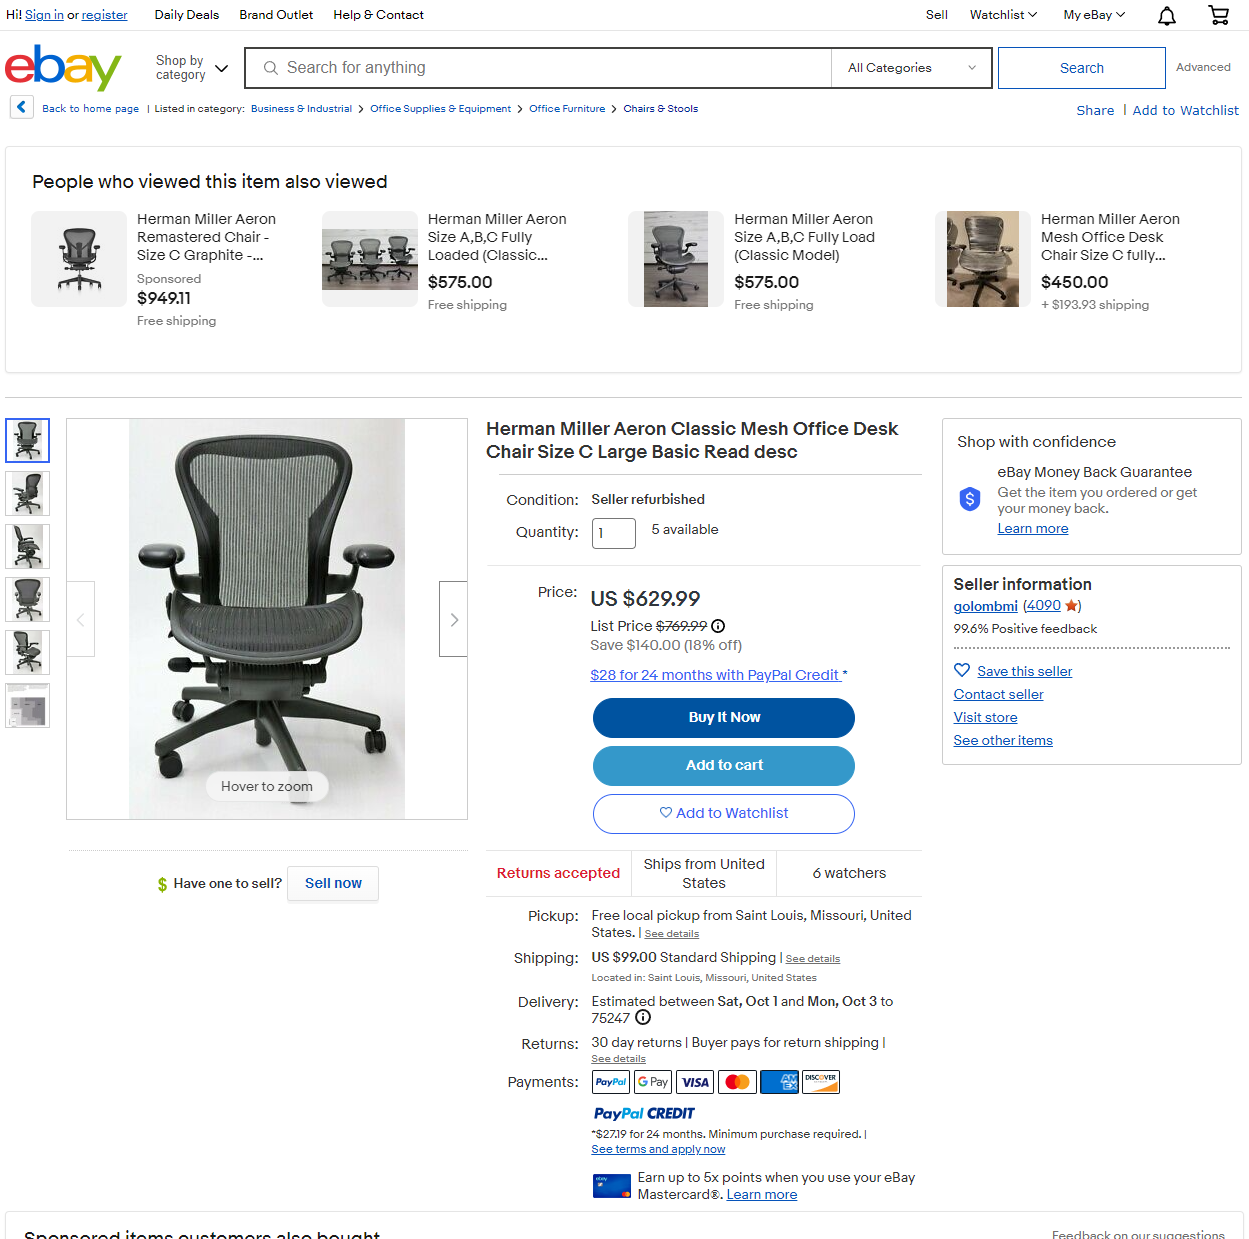 Hi! Sign in or register Daily Deals Brand Outlet Help & Contact Sell Watchlist My eBay
ebay Shop by category Search for anything All Categories Search Advanced
Back to home page | Listed in category: Business & Industrial > Office Supplies & Equipment > Office Furniture > Chairs & Stools
Share | Add to Watchlist
People who viewed this item also viewed
Herman Miller Aeron
Remastered Chair -
Size C Graphite -...
Sponsored
$949.11
Free shipping
Herman Miller Aeron
Size A,B,C Fully
Loaded (Classic...
$575.00
Free shipping
Herman Miller Aeron
Size A,B,C Fully Load
(Classic Model)
$575.00
Free shipping
Herman Miller Aeron
Mesh Office Desk
Chair Size C fully...
$450.00
+ $193.93 shipping
Hover to zoom
Have one to sell? Sell now
Herman Miller Aeron Classic Mesh Office Desk
Chair Size C Large Basic Read desc
Condition: Seller refurbished
Quantity: 1 5 available
Price: US $629.99
List Price $769.99
Save $140.00 (18% off)
$28 for 24 months with PayPal Credit *
Buy It Now
Add to cart
Add to Watchlist
Returns accepted
Ships from United
States
6 watchers
Pickup: Free local pickup from Saint Louis, Missouri, United
States. | See details
Shipping: US $99.00 Standard Shipping | See details
Located in: Saint Louis, Missouri, United States
Delivery: Estimated between Sat, Oct 1 and Mon, Oct 3 to
75247
Returns: 30 day returns | Buyer pays for return shipping |
See details
Payments: PayPal G Pay VISA AMEX DISCOVER
PayPal CREDIT
*$27.19 for 24 months. Minimum purchase required. |
See terms and apply now
Earn up to 5x points when you use your eBay
Mastercard®. Learn more
Shop with confidence
eBay Money Back Guarantee
Get the item you ordered or get
your money back.
Learn more
Seller information
golombmi (4090)
99.6% Positive feedback
Save this seller
Contact seller
Visit store
See other items
Sponsored items customers also bought
Feedback on our suggestions